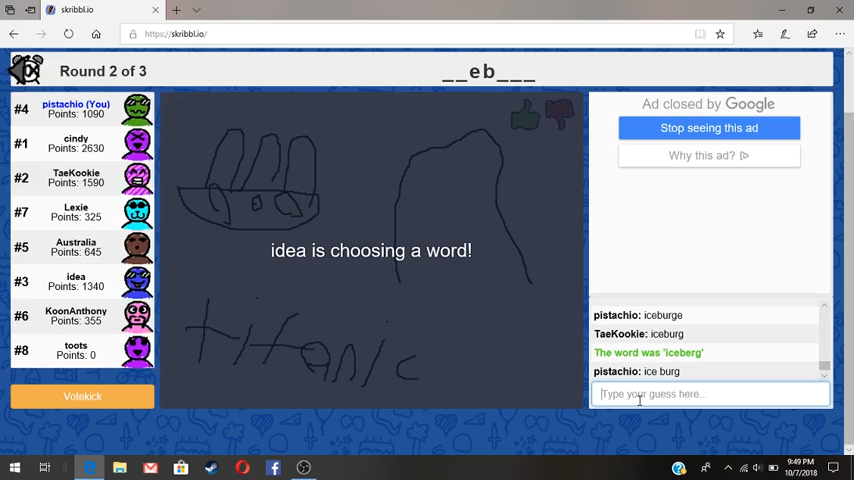 skribbl.io
https://skribbl.io/
Round 2 of 3
__eb___
#4 pistachio (You)
Points: 1090
#1 cindy
Points: 2630
#2 TaeKookie
Points: 1590
#7 Lexie
Points: 325
#5 Australia
Points: 645
#3 idea
Points: 1340
#6 KoonAnthony
Points: 355
#8 toots
Points: 0
Votekick
idea is choosing a word!
titanic
Ad closed by Google
Stop seeing this ad
Why this ad?
pistachio: iceburge
TaeKookie: iceburg
The word was 'iceberg'
pistachio: ice burg
Type your guess here...
9:49 PM
10/7/2018